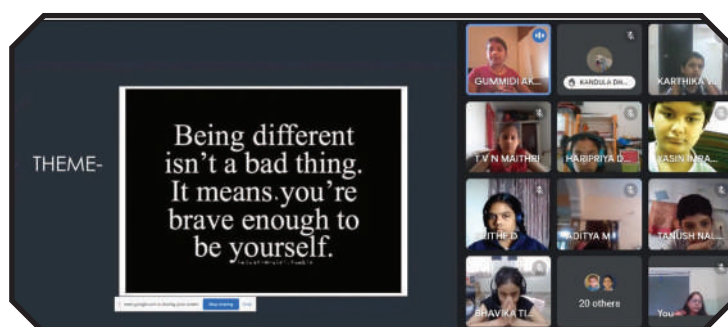 THEME-
Being different
isn't a bad thing.
It means you're
brave enough to
be yourself.
Stop sharing
GUMMIDI AK...
KANDULA DN...
KARTHIKA
T V N MAITHRI
HARIPRIYA D...
YASIN IMRA...
D
ADITYA M
TANUSH NAL...
BHAVIKA TI...
20 others
You